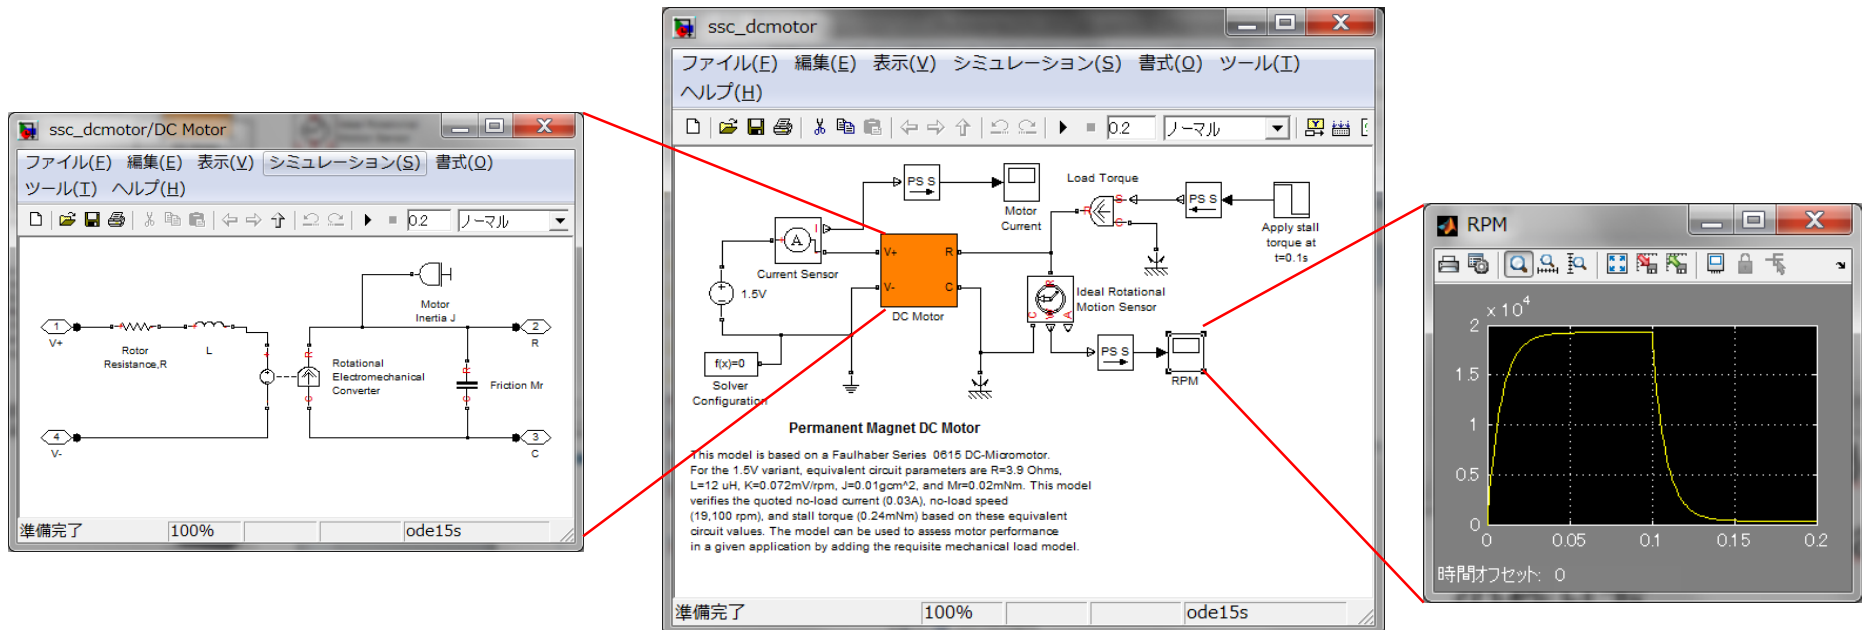 ssc_dcmotor/DC Motor
ファイル(F) 編集(E) 表示(V) シミュレーション(S) 書式(O)
ツール(T) ヘルプ(H)
0.2 ノーマル
Motor
Inertia J
1
V+
Rotor
Resistance,R
L
R
C
Rotational
Electromechanical
Converter
R
C
Friction Mr
2
R
4
V-
3
C
準備完了 100% ode15s
ssc_dcmotor
ファイル(F) 編集(E) 表示(V) シミュレーション(S) 書式(O) ツール(T)
ヘルプ(H)
0.2 ノーマル
PS S
Motor
Current
Load Torque
R S C
PS S
Apply stall
torque at
t=0.1s
A
I
Current Sensor
1.5V
V+ R
V- C
DC Motor
R
C W A
Ideal Rotational
Motion Sensor
PS S
RPM
f(x)=0
Solver
Configuration
Permanent Magnet DC Motor
This model is based on a Faulhaber Series 0615 DC-Micromotor.
For the 1.5V variant, equivalent circuit parameters are R=3.9 Ohms,
L=12 uH, K=0.072mV/rpm, J=0.01gcm^2, and Mr=0.02mNm. This model
verifies the quoted no-load current (0.03A), no-load speed
(19,100 rpm), and stall torque (0.24mNm) based on these equivalent
circuit values. The model can be used to assess motor performance
in a given application by adding the requisite mechanical load model.
準備完了 100% ode15s
RPM
x 10^4
2
1.5
1
0.5
0
0 0.05 0.1 0.15 0.2
時間オフセット: 0